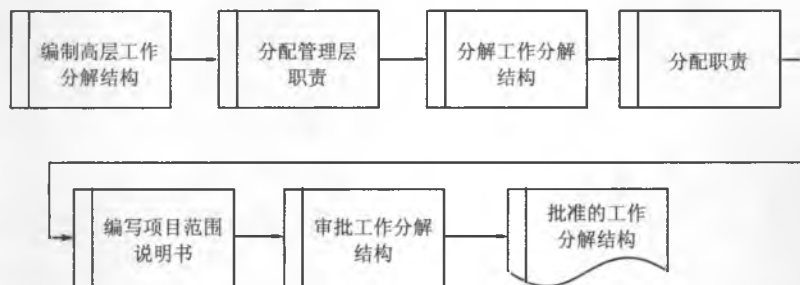 编制高层工作
分解结构
分配管理层
职责
分解工作分解
结构
分配职责
编写项目范围
说明书
审批工作分解
结构
批准的工作
分解结构